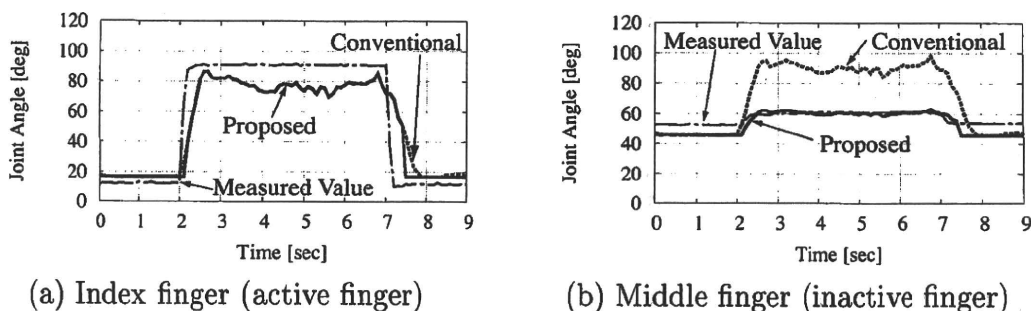 120
100
80
60
40
20
0
Joint Angle [deg]
Conventional
Proposed
Measured Value
0 1 2 3 4 5 6 7 8 9
Time [sec]
(a) Index finger (active finger)
120
100
80
60
40
20
0
Joint Angle [deg]
Measured Value
Conventional
Proposed
0 1 2 3 4 5 6 7 8 9
Time [sec]
(b) Middle finger (inactive finger)